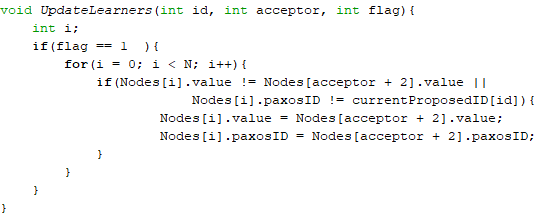 void UpdateLearners(int id, int acceptor, int flag){
int i;
if(flag == 1  ){
for(i = 0; i < N; i++){
if(Nodes[i].value != Nodes[acceptor + 2].value ||
Nodes[i].paxosID != currentProposedID[id]){
Nodes[i].value = Nodes[acceptor + 2].value;
Nodes[i].paxosID = Nodes[acceptor + 2].paxosID;
}
}
}
}